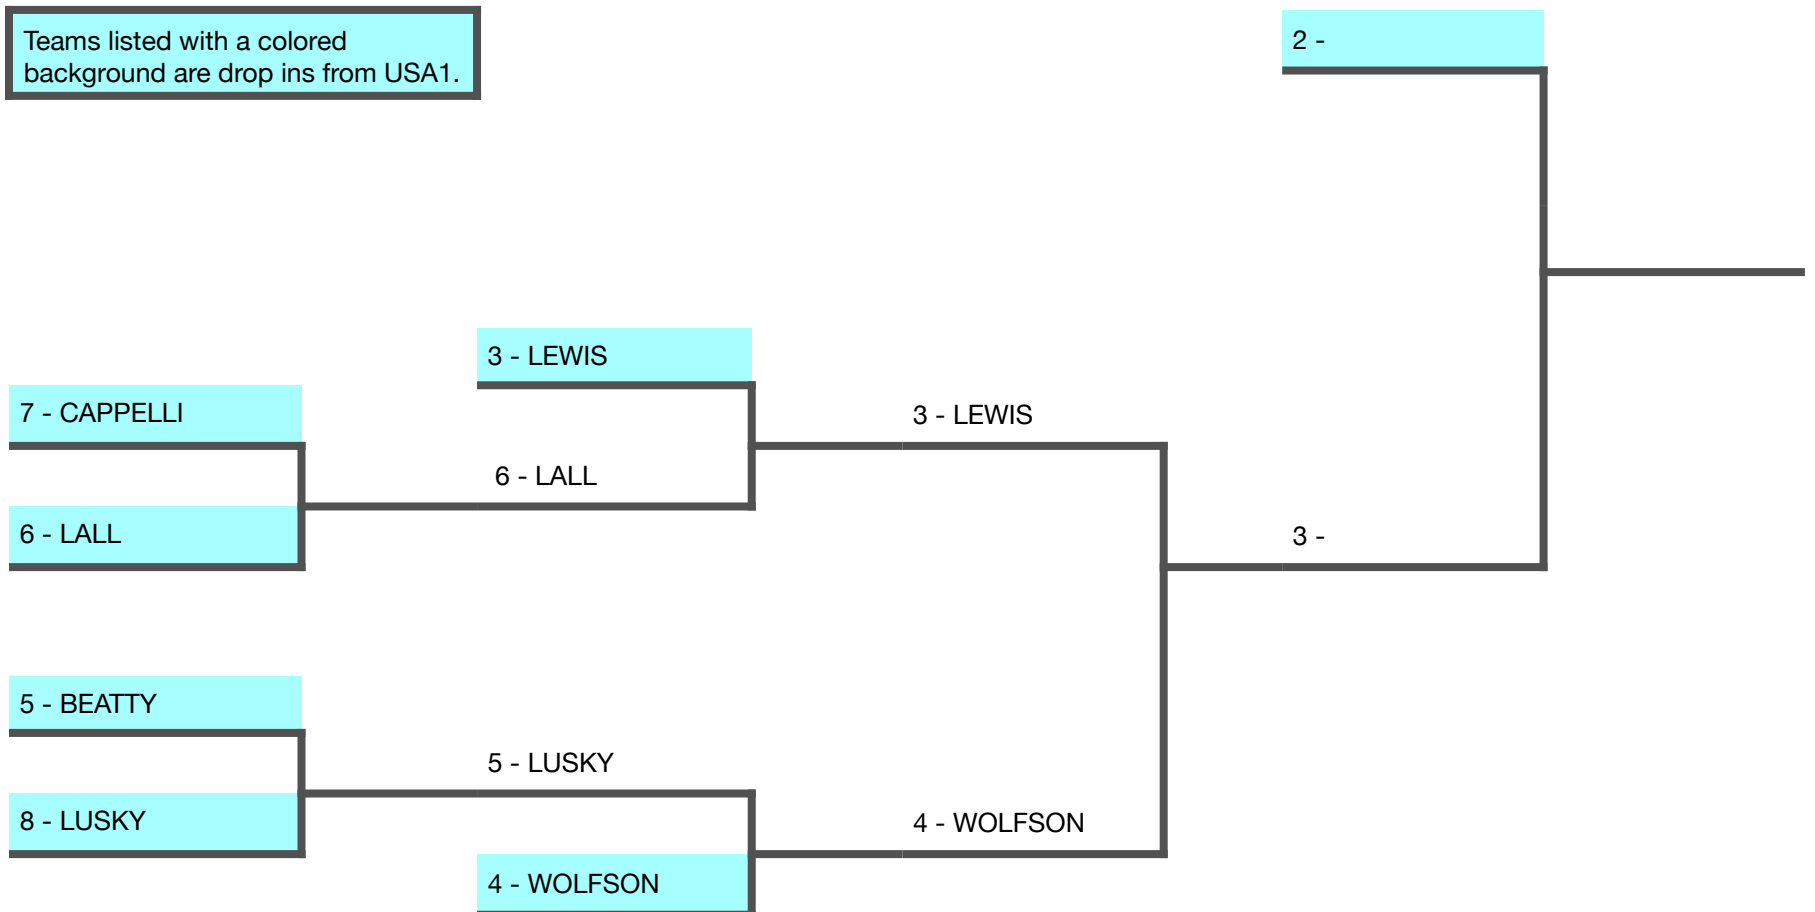 Teams listed with a colored
background are drop ins from USA1.
2 -
3 - LEWIS
7 - CAPPELLI
3 - LEWIS
6 - LALL
6 - LALL
3 -
5 - BEATTY
5 - LUSKY
8 - LUSKY
4 - WOLFSON
4 - WOLFSON